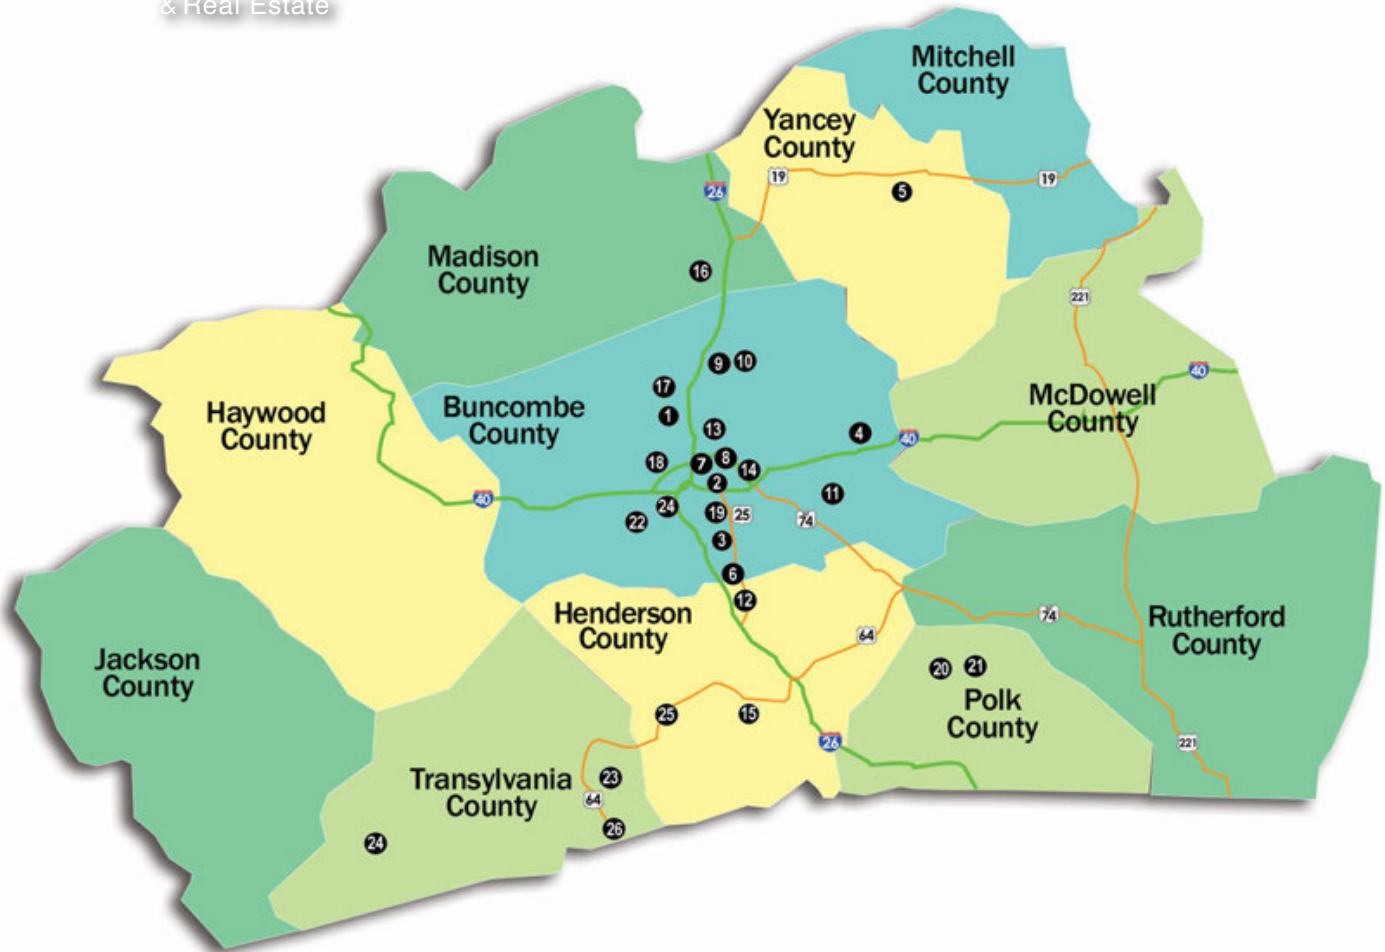 & Real Estate
Mitchell
County
Yancey
County
19
19
26
5
Madison
County
16
221
9
10
40
17
McDowell
County
Haywood
County
Buncombe
County
1
13
4
40
18
7
8
14
2
11
40
24
19
25
74
22
3
6
12
Henderson
County
64
74
Rutherford
County
Jackson
County
20
21
Polk
County
25
15
26
221
Transylvania
County
23
64
26
24